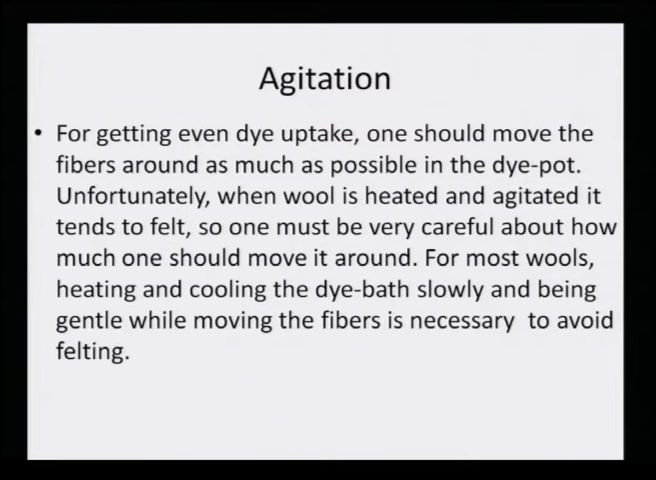 Agitation
• For getting even dye uptake, one should move the
fibers around as much as possible in the dye-pot.
Unfortunately, when wool is heated and agitated it
tends to felt, so one must be very careful about how
much one should move it around. For most wools,
heating and cooling the dye-bath slowly and being
gentle while moving the fibers is necessary  to avoid
felting.